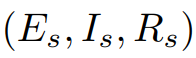 (E_s, I_s, R_s)